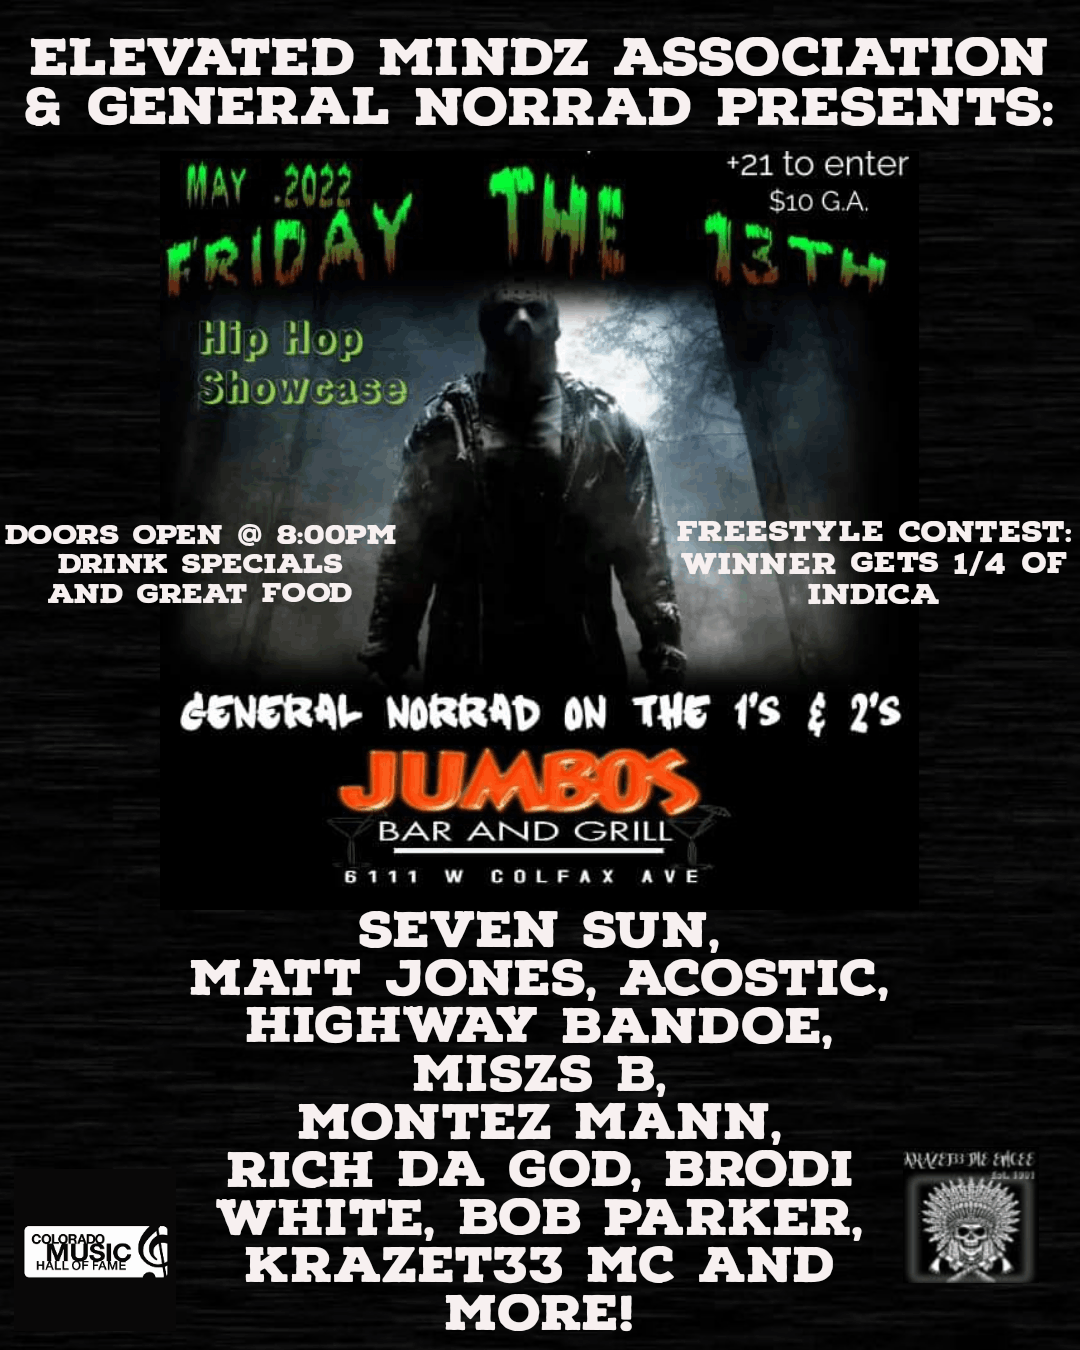 ELEVATED MINDZ ASSOCIATION
& GENERAL NORRAD PRESENTS:
+21 to enter
$10 G.A.
MAY .2022
FRIDAY THE 13TH
Hip Hop
Showcase
DOORS OPEN @ 8:00PM
DRINK SPECIALS
AND GREAT FOOD
FREESTYLE CONTEST:
WINNER GETS 1/4 OF
INDICA
GENERAL NORRAD ON THE 1'S & 2'S
JUMBOS
BAR AND GRILL
6111 W COLFAX AVE
SEVEN SUN,
MATT JONES, ACOSTIC,
HIGHWAY BANDOE,
MISZS B,
MONTEZ MANN,
RICH DA GOD, BRODI
WHITE, BOB PARKER,
KRAZET33 MC AND
MORE!
COLORADO
MUSIC
HALL OF FAME
KRAZET33 THE EMCEE
Est. 1991